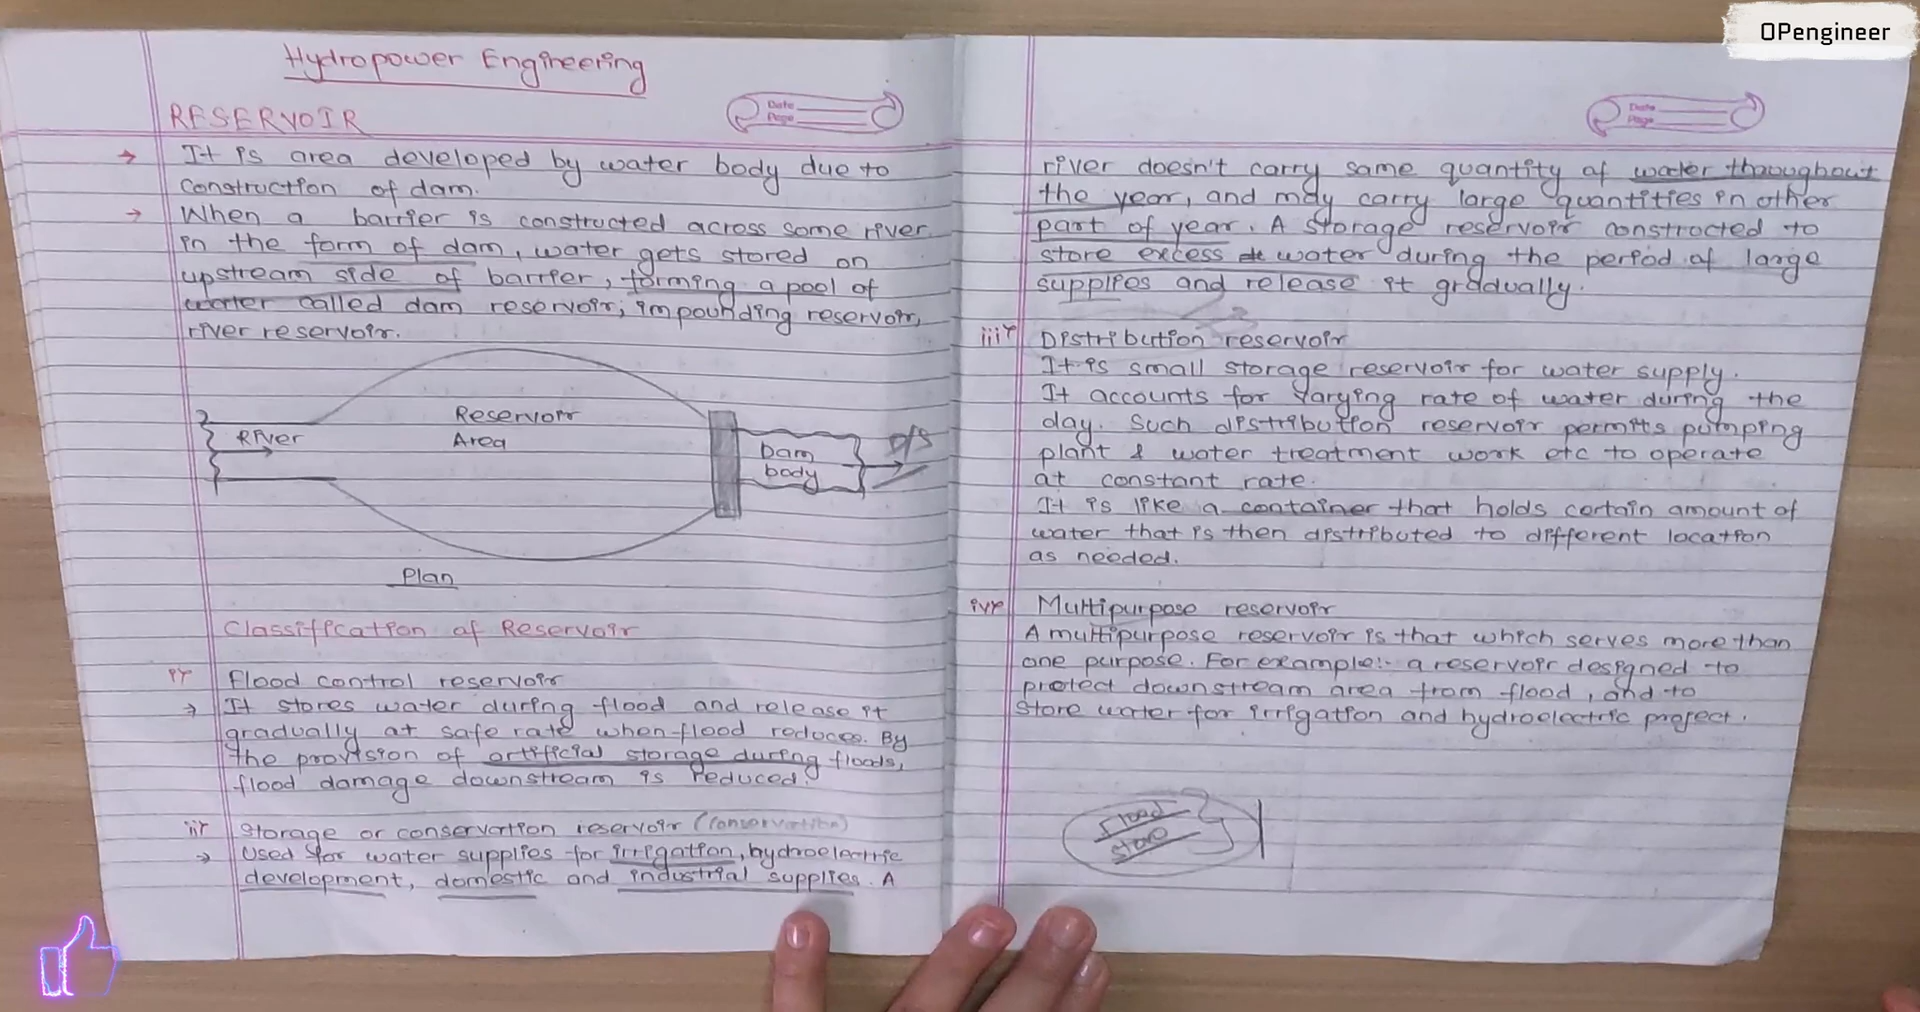 OPengineer
Hydropower Engineering
RESERVOIR
Date
Page
→ It is area developed by water body due to
construction of dam.
→ When a barrier is constructed across some river
in the form of dam, water gets stored on
upstream side of barrier, forming a pool of
water called dam reservoir, impounding reservoir,
river reservoir.
River
Reservoir
Area
Dam
body
D/S
Plan
Classification of Reservoir
i) Flood control reservoir
→ It stores water during flood and release it
gradually at safe rate when flood reduces. By
the provision of artificial storage during floods,
flood damage downstream is reduced.
ii) Storage or conservation reservoir (conservation)
→ Used for water supplies for irrigation, hydroelectric
development, domestic and industrial supplies. A
Date
Page
river doesn't carry same quantity of water throughout
the year, and may carry large quantities in other
part of year. A storage reservoir constructed to
store excess water during the period of large
supplies and release it gradually.
iii) Distribution reservoir
It is small storage reservoir for water supply.
It accounts for varying rate of water during the
day. Such distribution reservoir permits pumping
plant & water treatment work etc to operate
at constant rate.
It is like a container that holds certain amount of
water that is then distributed to different location
as needed.
iv) Multipurpose reservoir
A multipurpose reservoir is that which serves more than
one purpose. For example:- a reservoir designed to
protect downstream area from flood, and to
store water for irrigation and hydroelectric project.
Flood
store